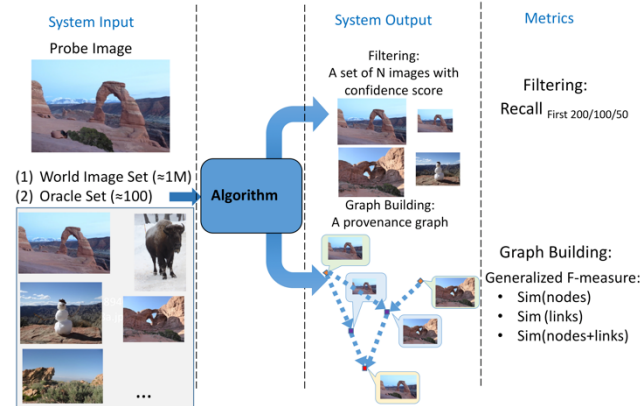 System Input
Probe Image
(1) World Image Set (≈1M)
(2) Oracle Set (≈100)
...
Algorithm
System Output
Filtering:
A set of N images with
confidence score
Graph Building:
A provenance graph
Metrics
Filtering:
Recall First 200/100/50
Graph Building:
Generalized F-measure:
• Sim(nodes)
• Sim (links)
• Sim(nodes+links)